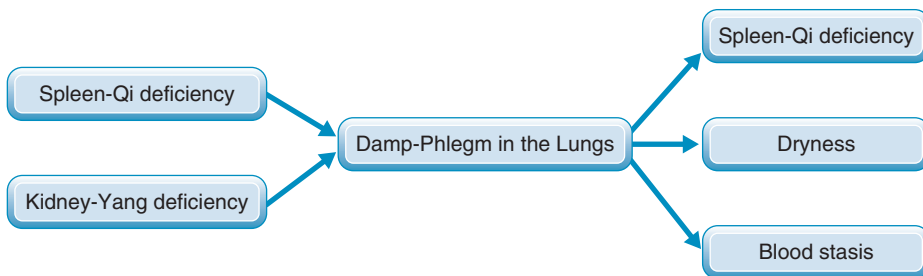 Spleen-Qi deficiency
Kidney-Yang deficiency
Damp-Phlegm in the Lungs
Spleen-Qi deficiency
Dryness
Blood stasis